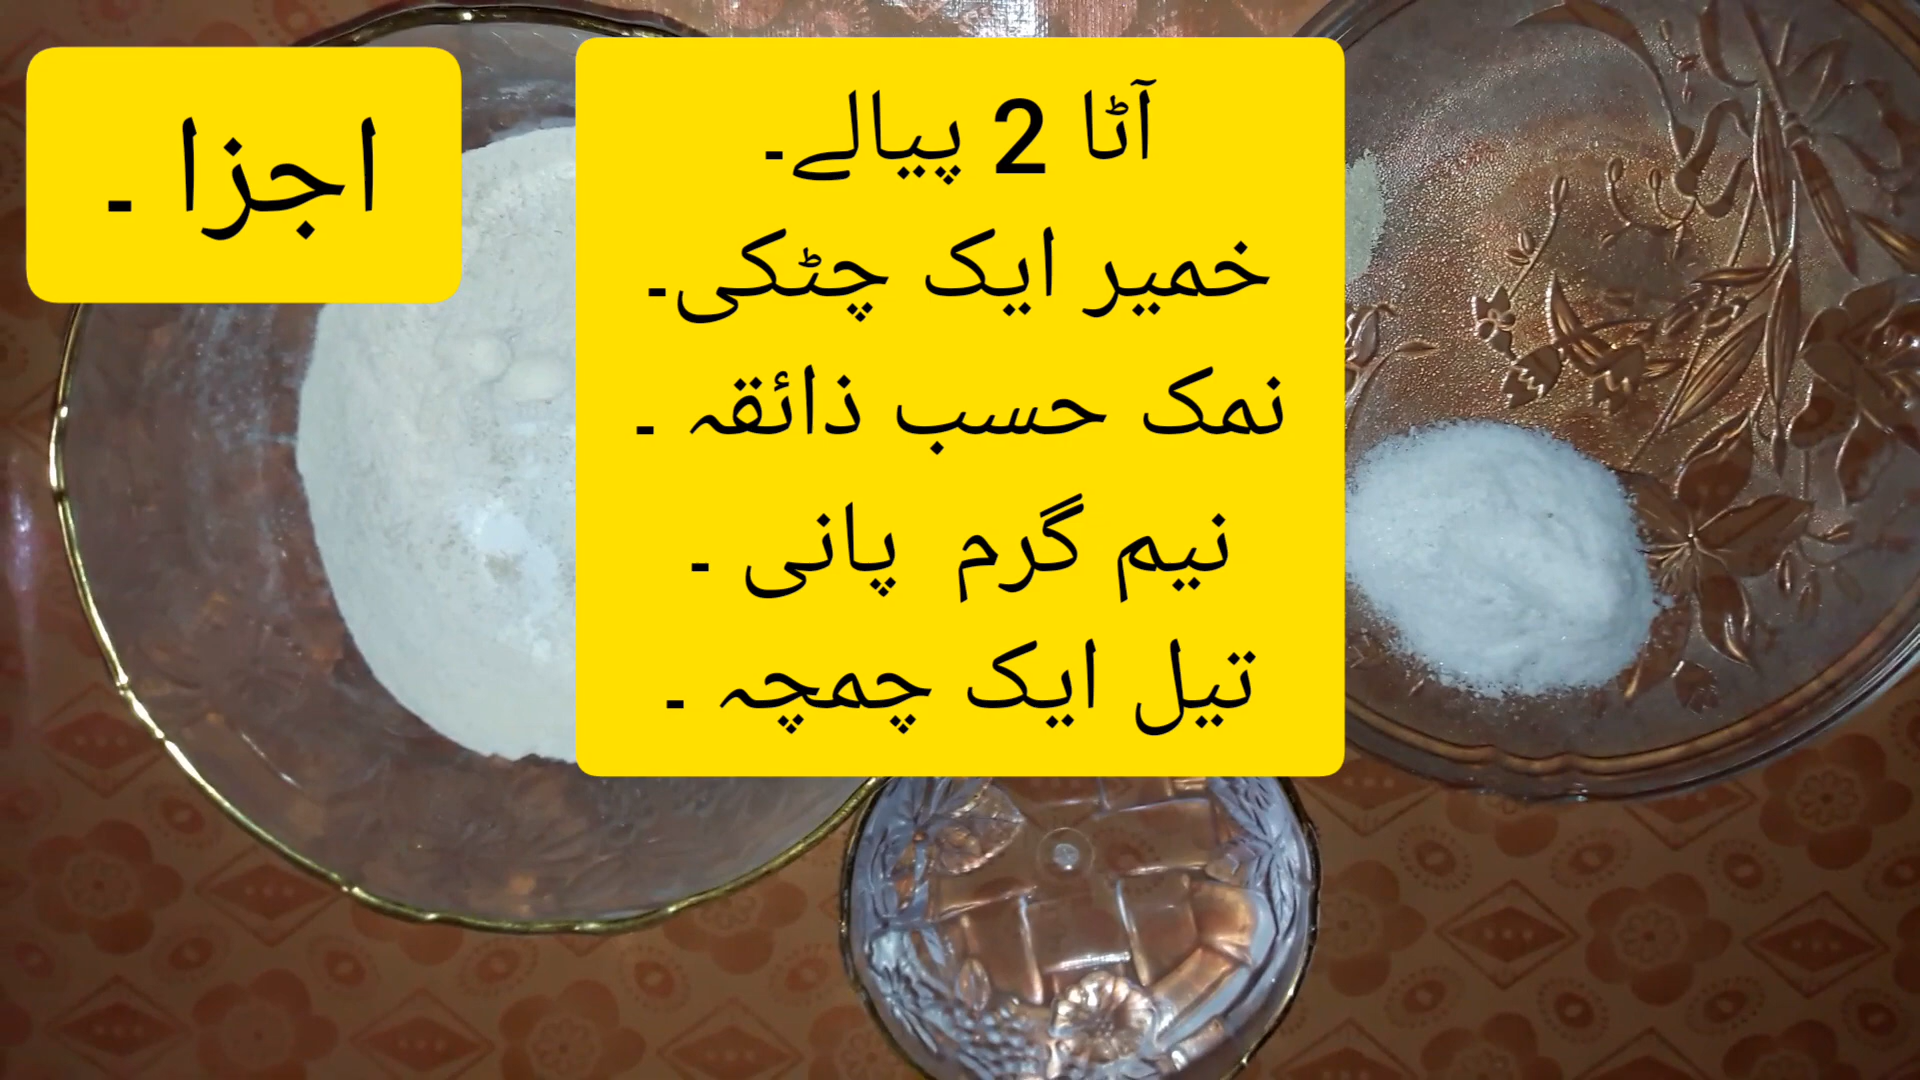 اجزا ۔
آٹا 2 پیالے۔
خمیر ایک چٹکی۔
نمک حسب ذائقہ ۔
نیم گرم  پانی ۔
تیل ایک چمچہ ۔